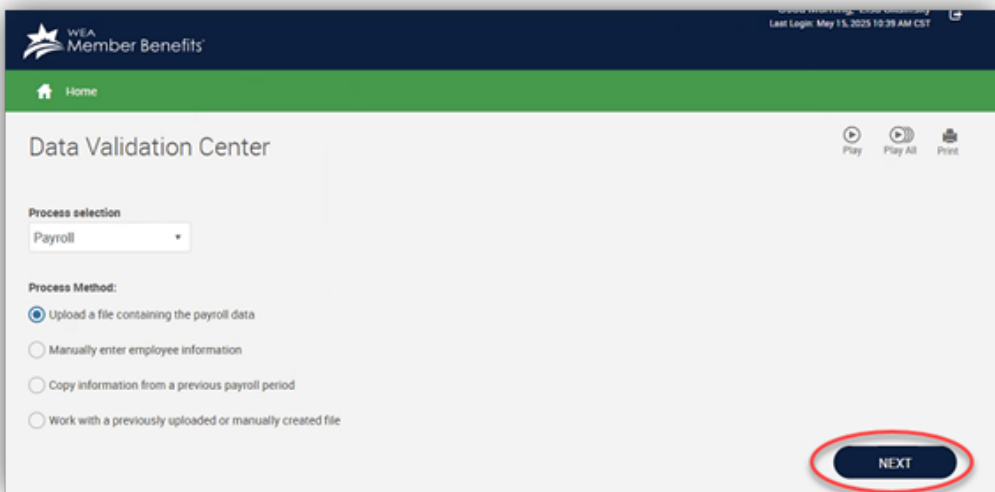 Last Login: May 15, 2025 10:39 AM CST
WEA
Member Benefits
Home
Data Validation Center
Play
Play All
Print
Process selection
Payroll
Process Method:
Upload a file containing the payroll data
Manually enter employee information
Copy information from a previous payroll period
Work with a previously uploaded or manually created file
NEXT